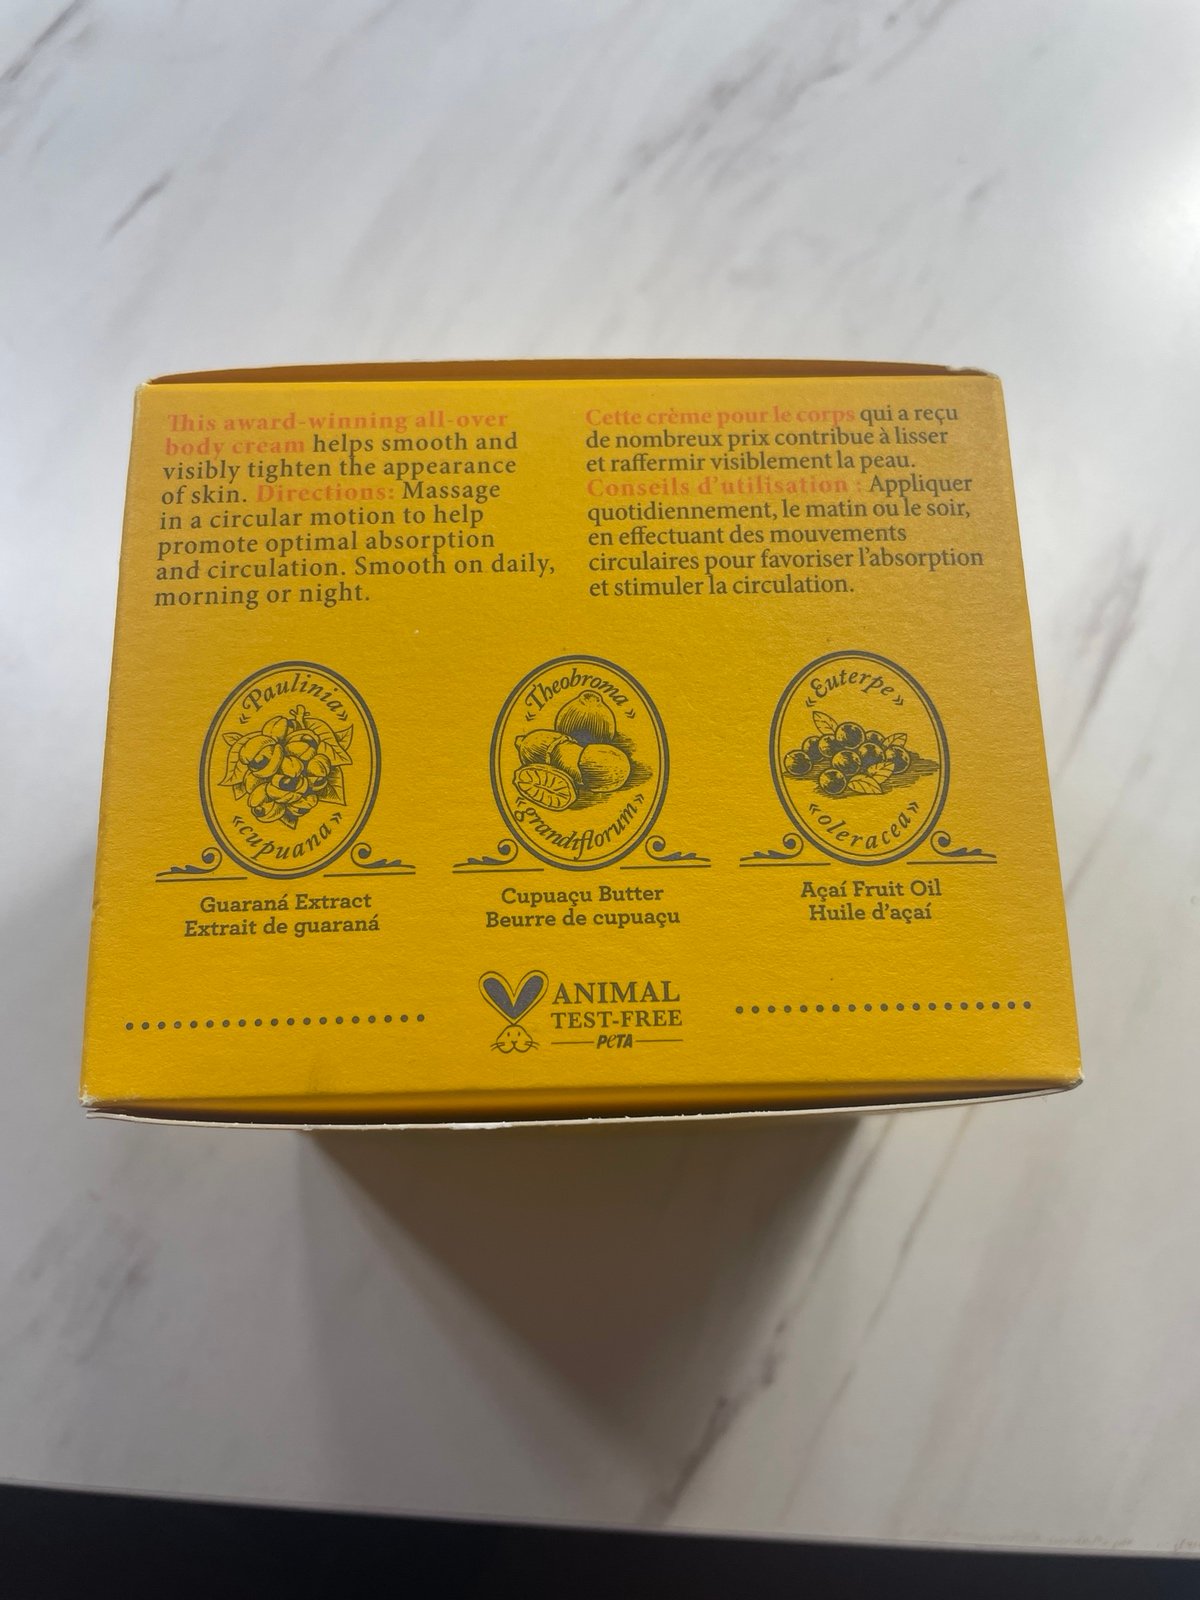 This award-winning all-over
body cream helps smooth and
visibly tighten the appearance
of skin. Directions: Massage
in a circular motion to help
promote optimal absorption
and circulation. Smooth on daily,
morning or night.
Cette crème pour le corps qui a reçu
de nombreux prix contribue à lisser
et raffermir visiblement la peau.
Conseils d'utilisation : Appliquer
quotidiennement, le matin ou le soir,
en effectuant des mouvements
circulaires pour favoriser l'absorption
et stimuler la circulation.
«Paulinia»
«cupuana»
Guaraná Extract
Extrait de guaraná
«Theobroma»
«grandiflorum»
Cupuaçu Butter
Beurre de cupuaçu
«Euterpe»
«oleracea»
Açaí Fruit Oil
Huile d'açaí
ANIMAL
TEST-FREE
PETA